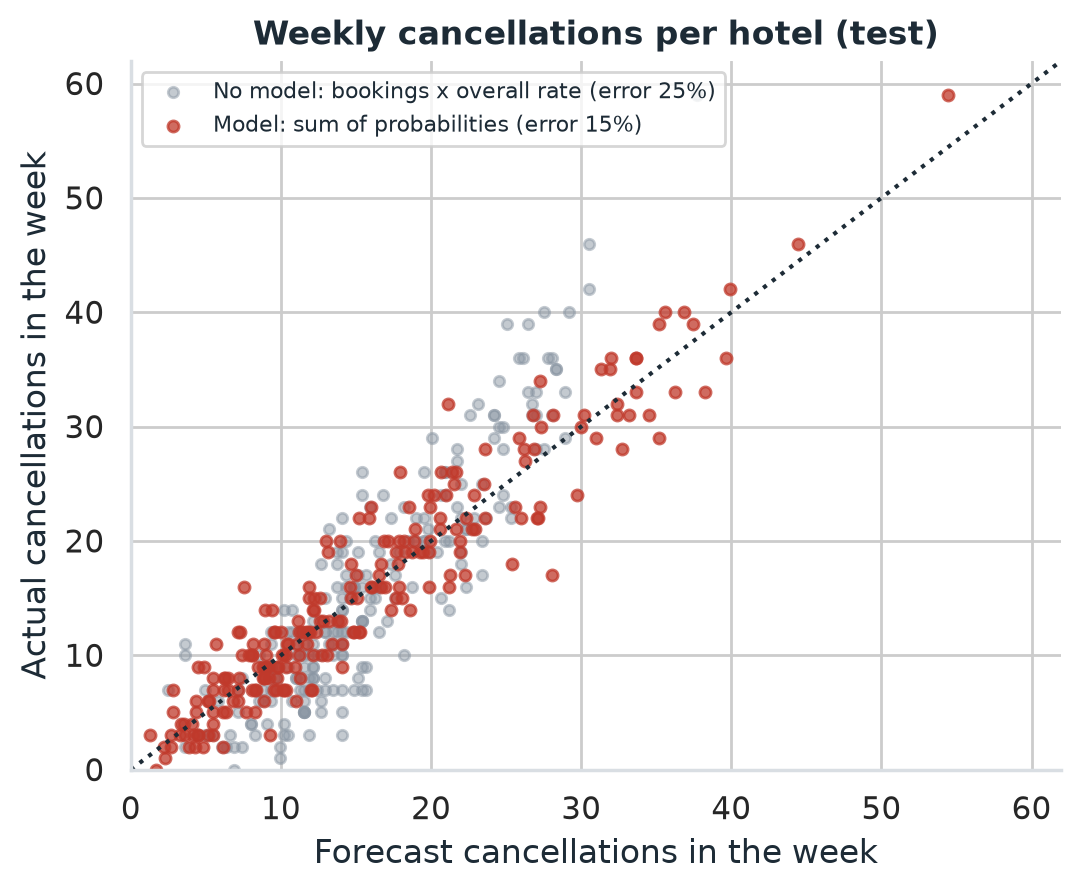 Weekly cancellations per hotel (test)
No model: bookings x overall rate (error 25%)
Model: sum of probabilities (error 15%)
Actual cancellations in the week
60
50
40
30
20
10
0
0 10 20 30 40 50 60
Forecast cancellations in the week